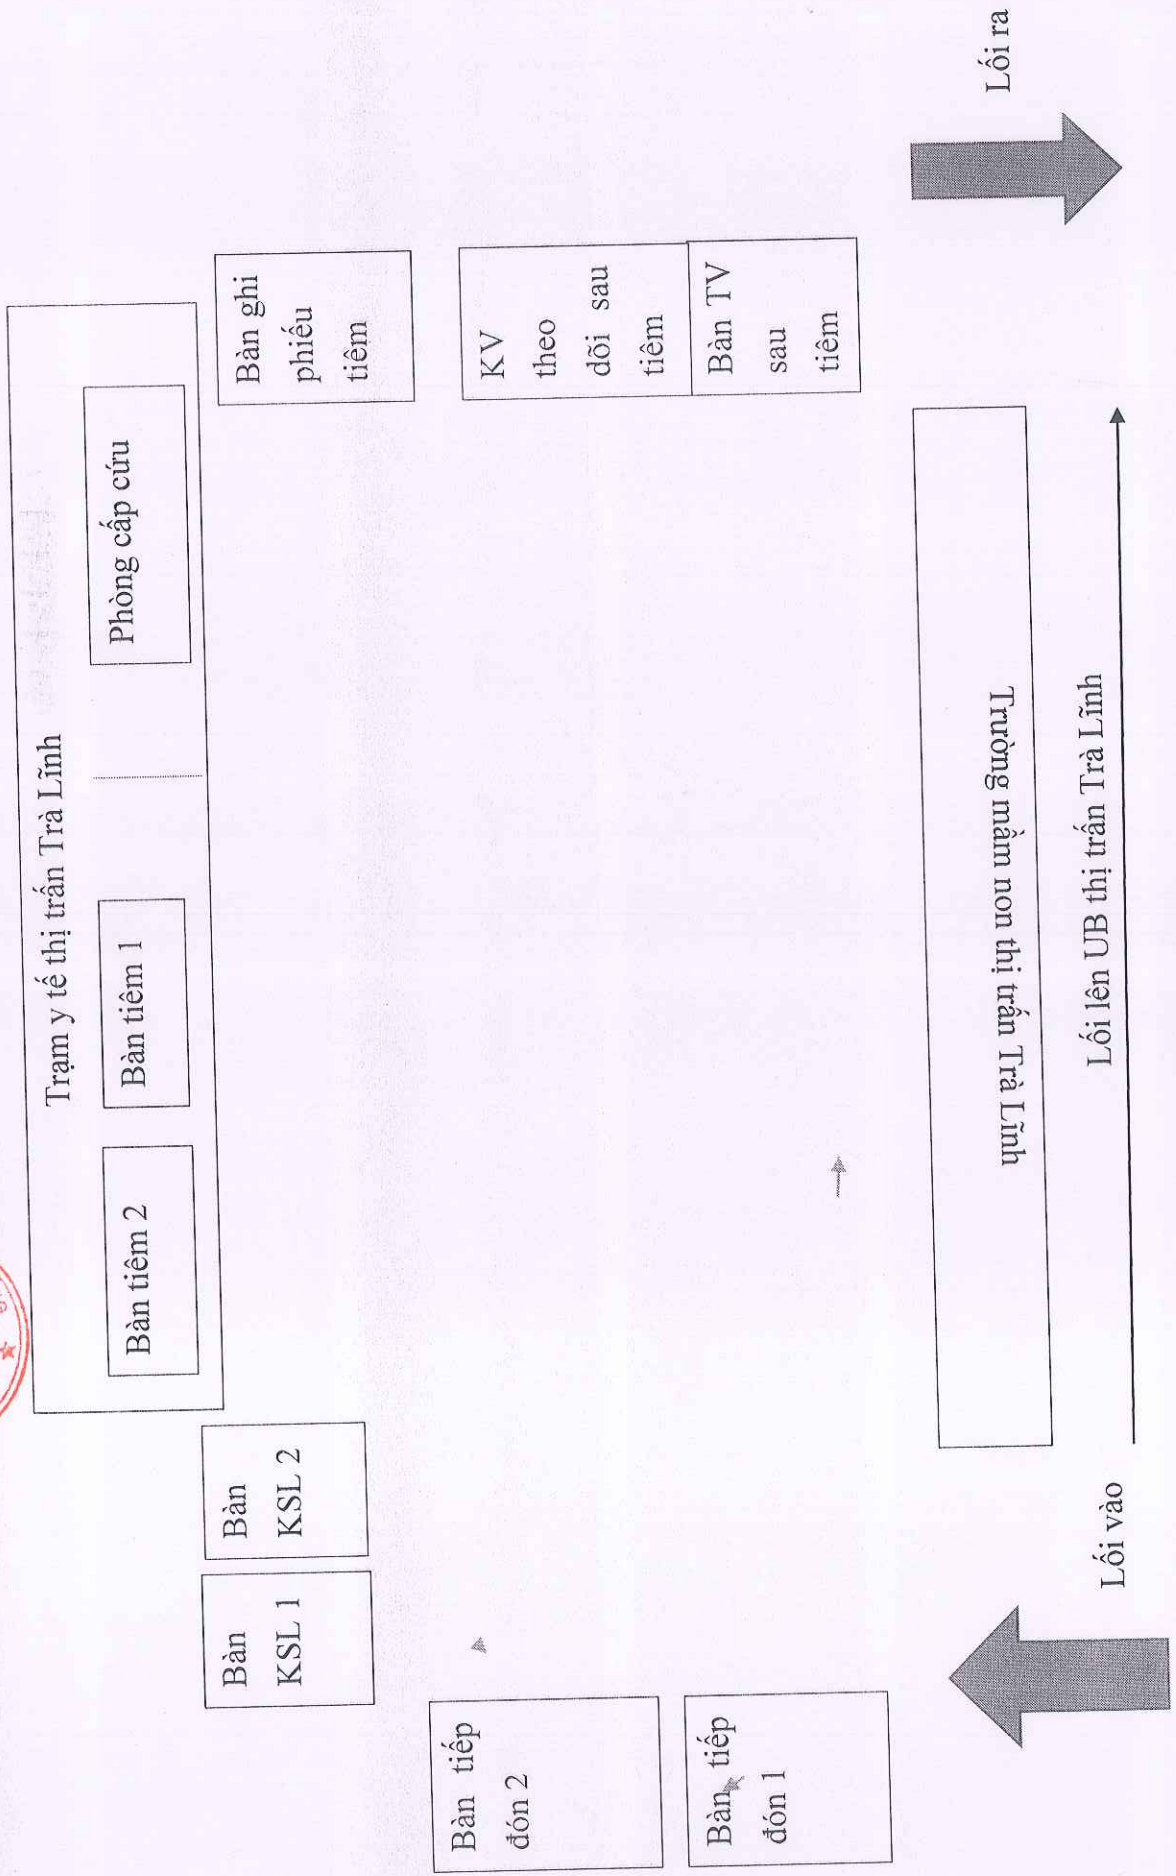 Trạm y tế thị trấn Trà Lĩnh
Bàn tiêm 2
Bàn tiêm 1
Phòng cấp cứu
Bàn
KSL 1
Bàn
KSL 2
Bàn ghi
phiếu
tiêm
Bàn tiếp
đón 2
Bàn tiếp
đón 1
KV
theo
dõi sau
tiêm
Bàn TV
sau
tiêm
Trường mầm non thị trấn Trà Lĩnh
Lối lên UB thị trấn Trà Lĩnh
Lối vào
Lối ra